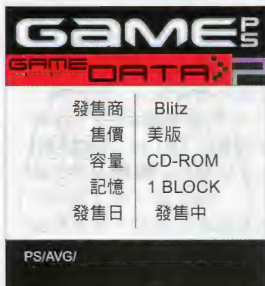 GAME PS
GAME DATA
發售商 Blitz
售價 美版
容量 CD-ROM
記憶 1 BLOCK
發售日 發售中
PS/AVG/